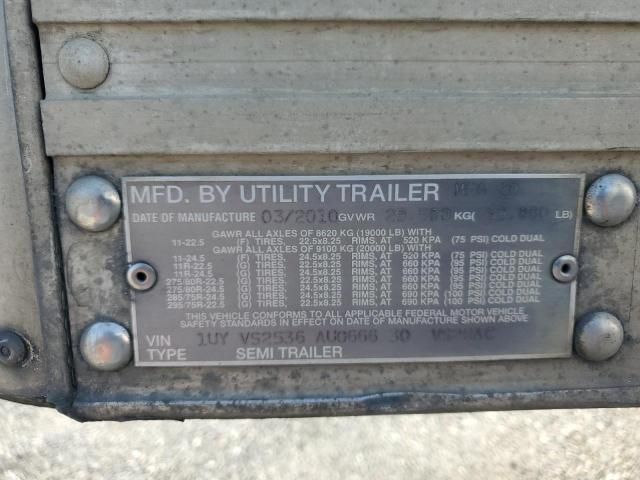 MFD. BY UTILITY TRAILER
DATE OF MANUFACTURE 03/2010 GVWR KG( LB)
GAWR ALL AXLES OF 8620 KG (19000 LB) WITH
11-22.5 (F) TIRES, 22.5x8.25 RIMS, AT 520 KPA (75 PSI) COLD DUAL
GAWR ALL AXLES OF 9100 KG (20000 LB) WITH
11-24.5 (F) TIRES, 24.5x8.25 RIMS, AT 520 KPA (75 PSI) COLD DUAL
11R-22.5 (G) TIRES, 22.5x8.25 RIMS, AT 660 KPA (95 PSI) COLD DUAL
11R-24.5 (G) TIRES, 24.5x8.25 RIMS, AT 660 KPA (95 PSI) COLD DUAL
275/80R-22.5 (G) TIRES, 22.5x8.25 RIMS, AT 660 KPA (95 PSI) COLD DUAL
275/80R-24.5 (G) TIRES, 24.5x8.25 RIMS, AT 660 KPA (95 PSI) COLD DUAL
285/75R-24.5 (G) TIRES, 24.5x8.25 RIMS, AT 690 KPA (100 PSI) COLD DUAL
295/75R-22.5 (G) TIRES, 22.5x8.25 RIMS, AT 690 KPA (100 PSI) COLD DUAL
THIS VEHICLE CONFORMS TO ALL APPLICABLE FEDERAL MOTOR VEHICLE
SAFETY STANDARDS IN EFFECT ON DATE OF MANUFACTURE SHOWN ABOVE
VIN 1UY VS2536 AU0666 30
TYPE SEMI TRAILER